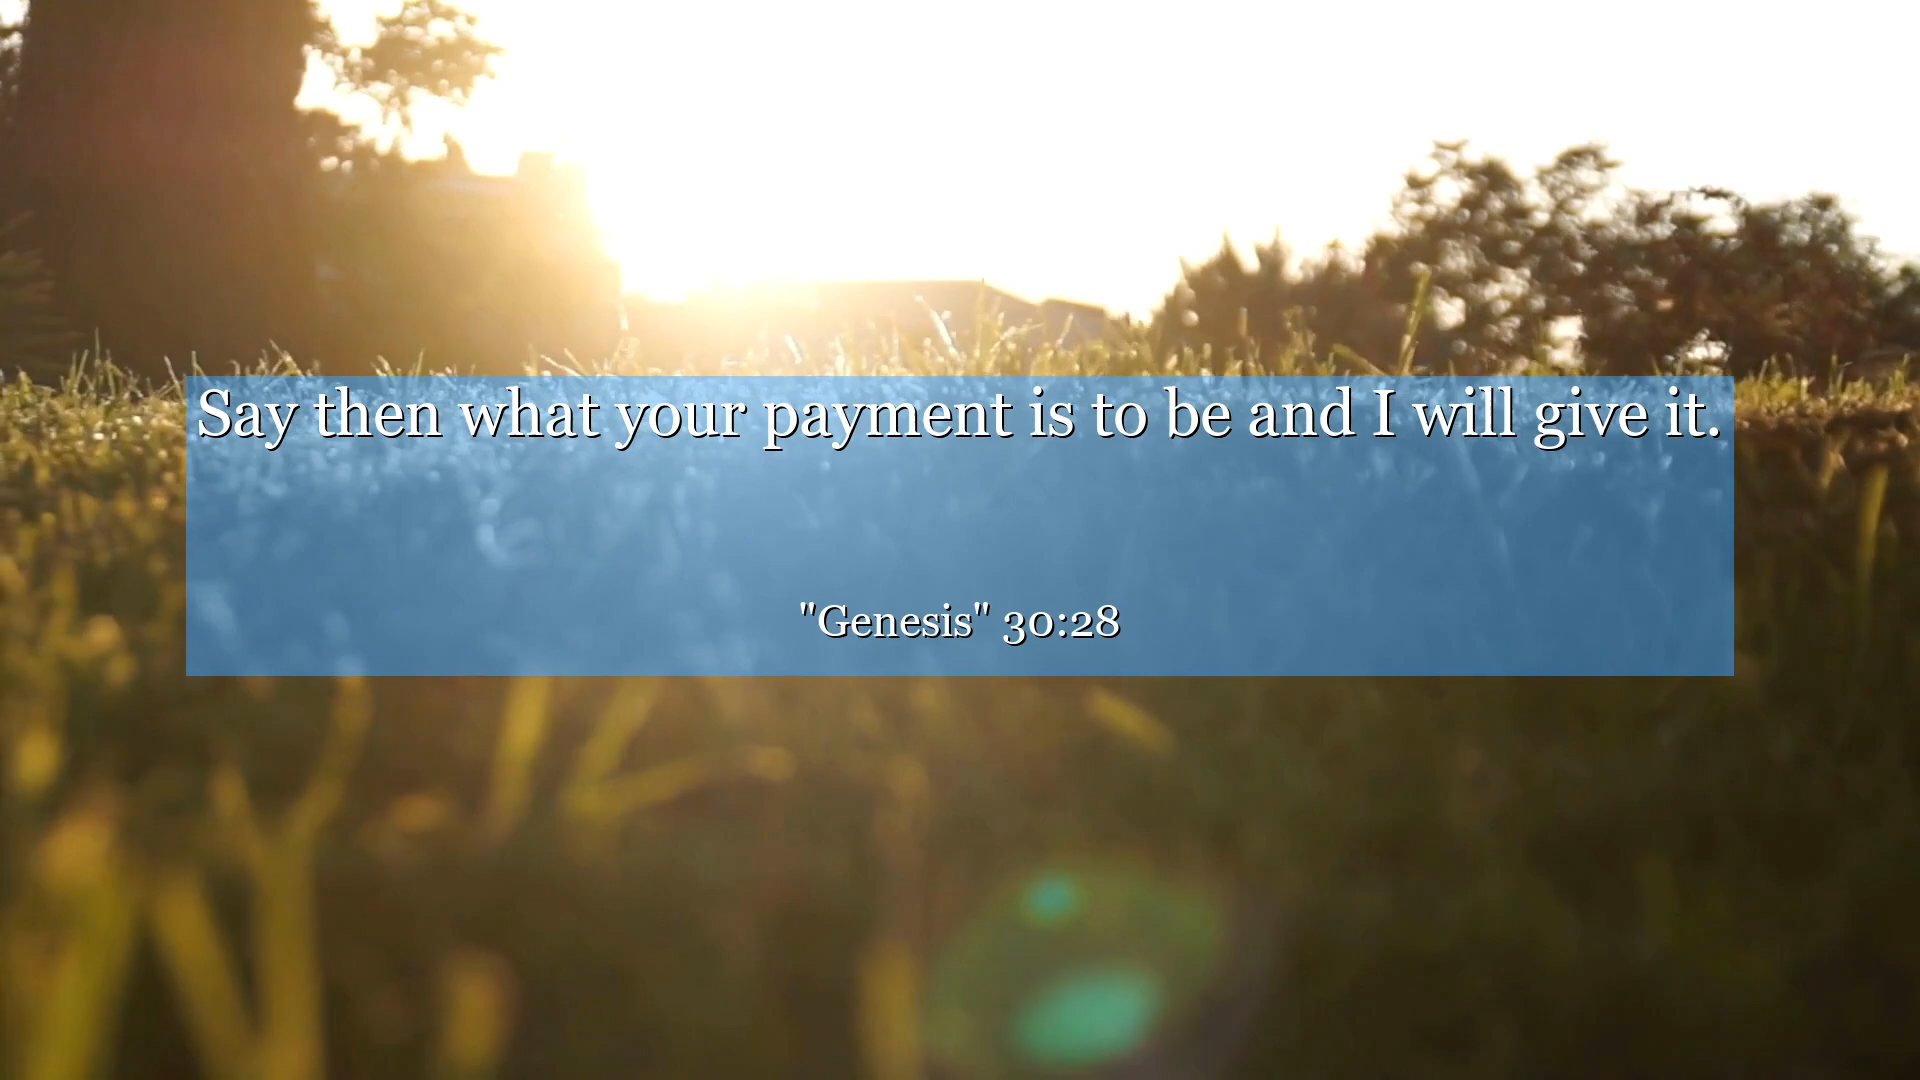 Say then what your payment is to be and I will give it.
"Genesis" 30:28